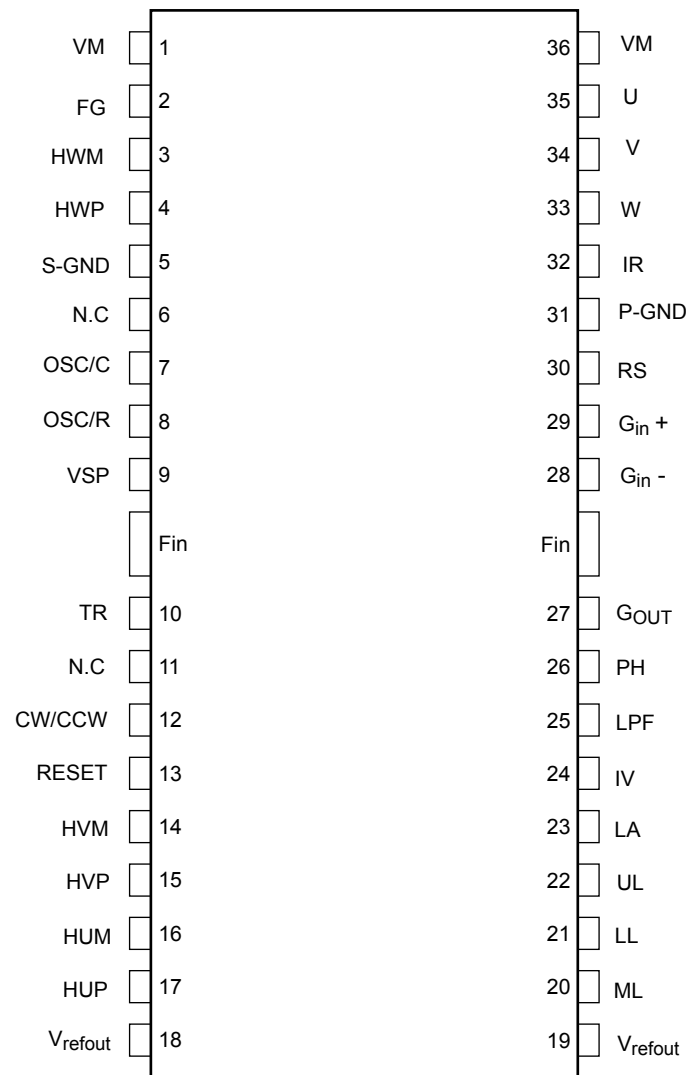 VM 1 36 VM
FG 2 35 U
HWM 3 34 V
HWP 4 33 W
S-GND 5 32 IR
N.C 6 31 P-GND
OSC/C 7 30 RS
OSC/R 8 29 Gin +
VSP 9 28 Gin -
Fin Fin
TR 10 27 GOUT
N.C 11 26 PH
CW/CCW 12 25 LPF
RESET 13 24 IV
HVM 14 23 LA
HVP 15 22 UL
HUM 16 21 LL
HUP 17 20 ML
Vrefout 18 19 Vrefout